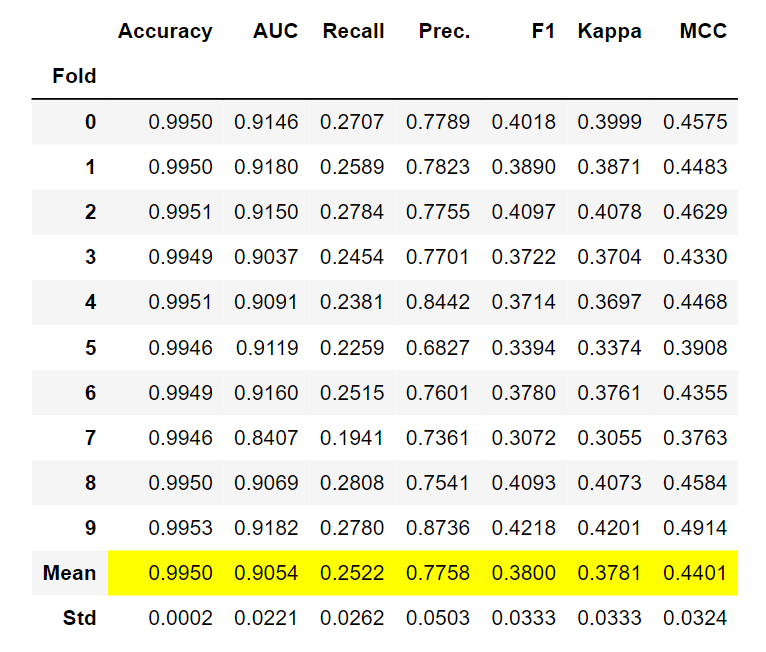 Accuracy AUC Recall Prec. F1 Kappa MCC
Fold
0 0.9950 0.9146 0.2707 0.7789 0.4018 0.3999 0.4575
1 0.9950 0.9180 0.2589 0.7823 0.3890 0.3871 0.4483
2 0.9951 0.9150 0.2784 0.7755 0.4097 0.4078 0.4629
3 0.9949 0.9037 0.2454 0.7701 0.3722 0.3704 0.4330
4 0.9951 0.9091 0.2381 0.8442 0.3714 0.3697 0.4468
5 0.9946 0.9119 0.2259 0.6827 0.3394 0.3374 0.3908
6 0.9949 0.9160 0.2515 0.7601 0.3780 0.3761 0.4355
7 0.9946 0.8407 0.1941 0.7361 0.3072 0.3055 0.3763
8 0.9950 0.9069 0.2808 0.7541 0.4093 0.4073 0.4584
9 0.9953 0.9182 0.2780 0.8736 0.4218 0.4201 0.4914
Mean 0.9950 0.9054 0.2522 0.7758 0.3800 0.3781 0.4401
Std 0.0002 0.0221 0.0262 0.0503 0.0333 0.0333 0.0324